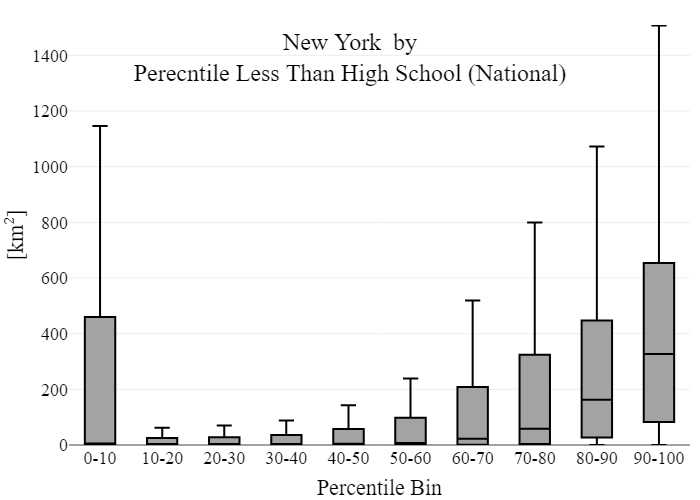 New York by
Perecntile Less Than High School (National)
1400
1200
1000
800
600
400
200
0
[km²]
0-10 10-20 20-30 30-40 40-50 50-60 60-70 70-80 80-90 90-100
Percentile Bin